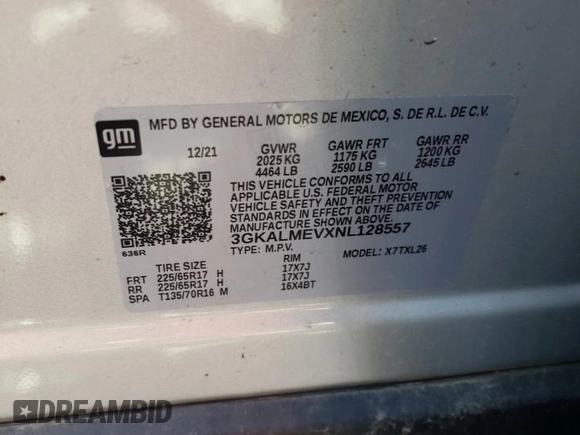 gm
MFD BY GENERAL MOTORS DE MEXICO, S. DE R.L. DE C.V.
12/21 GVWR GAWR FRT GAWR RR
2025 KG 1175 KG 1200 KG
4464 LB 2590 LB 2645 LB
THIS VEHICLE CONFORMS TO ALL
APPLICABLE U.S. FEDERAL MOTOR
VEHICLE SAFETY AND THEFT PREVENTION
STANDARDS IN EFFECT ON THE DATE OF
MANUFACTURE SHOWN ABOVE.
3GKALMEVXNL128557
636R TYPE: M.P.V. MODEL: X7TXL26
TIRE SIZE RIM
FRT 225/65R17 H 17X7J
RR 225/65R17 H 17X7J
SPA T135/70R16 M 16X4BT
DREAMBID